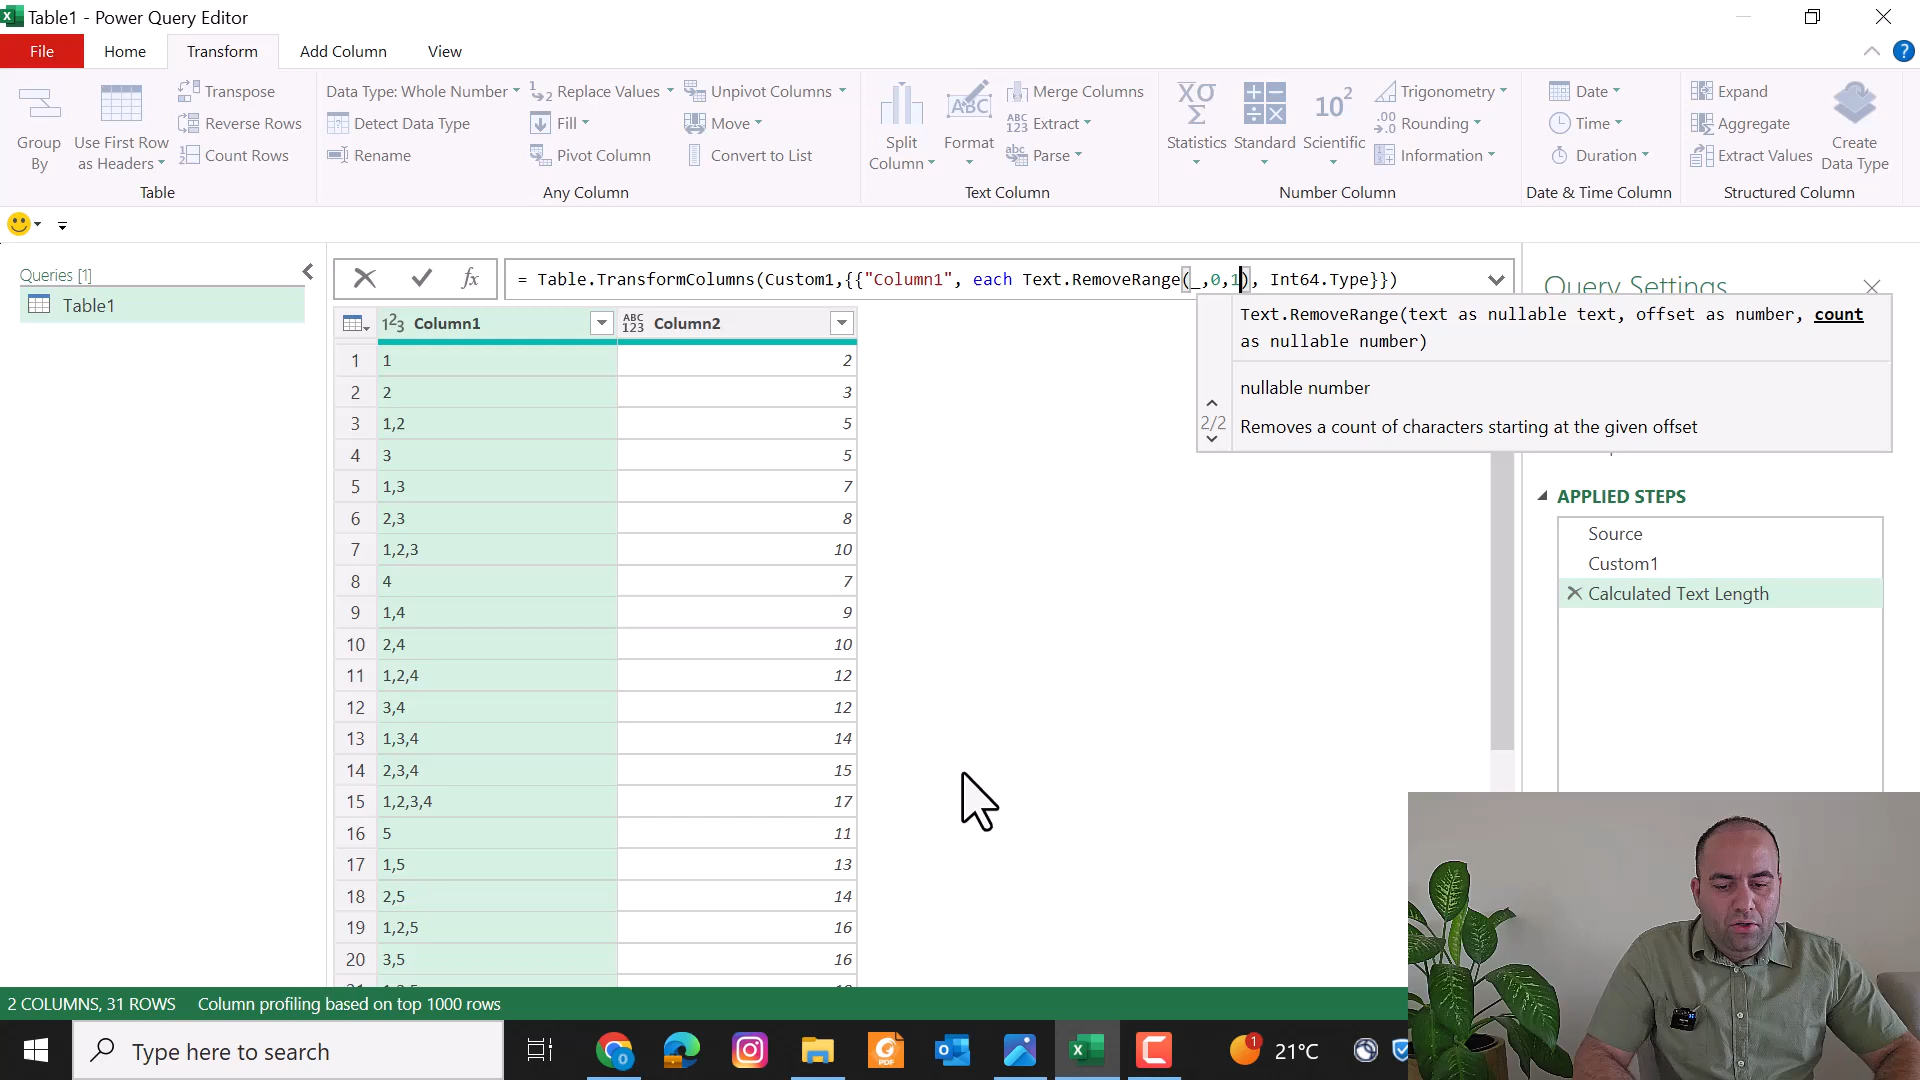 Table1 - Power Query Editor
File Home Transform Add Column View
Group By
Use First Row as Headers
Transpose
Reverse Rows
Count Rows
Table
Data Type: Whole Number
Detect Data Type
Rename
Replace Values
Fill
Pivot Column
Unpivot Columns
Move
Convert to List
Any Column
Split Column
Format
Merge Columns
Extract
Parse
Text Column
Statistics
Standard
Scientific
Trigonometry
Rounding
Information
Number Column
Date
Time
Duration
Date & Time Column
Expand
Aggregate
Extract Values
Create Data Type
Structured Column
Queries [1]
Table1
fx
= Table.TransformColumns(Custom1,{{"Column1", each Text.RemoveRange(_,0,1), Int64.Type}})
Text.RemoveRange(text as nullable text, offset as number, count as nullable number)
nullable number
2/2
Removes a count of characters starting at the given offset
Query Settings
APPLIED STEPS
Source
Custom1
Calculated Text Length
Column1 Column2
1 1 2
2 2 3
3 1,2 5
4 3 5
5 1,3 7
6 2,3 8
7 1,2,3 10
8 4 7
9 1,4 9
10 2,4 10
11 1,2,4 12
12 3,4 12
13 1,3,4 14
14 2,3,4 15
15 1,2,3,4 17
16 5 11
17 1,5 13
18 2,5 14
19 1,2,5 16
20 3,5 16
2 COLUMNS, 31 ROWS Column profiling based on top 1000 rows
Type here to search
21°C